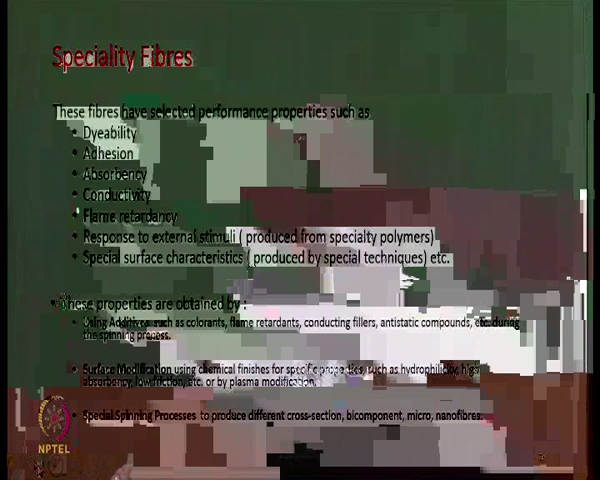 Speciality Fibres
These fibres have selected performance properties such as
• Dyeability
• Adhesion
• Absorbency
• Conductivity
• Flame retardancy
• Response to external stimuli ( produced from specialty polymers)
• Special surface characteristics ( produced by special techniques) etc.
• These properties are obtained by :
• Using Additives such as colorants, flame retardants, conducting fillers, antistatic compounds, etc. during
the spinning process.
• Surface Modification using chemical finishes for specific properties such as hydrophilicity, high
absorbency, low friction, etc. or by plasma modification.
• Special Spinning Processes to produce different cross-section, bicomponent, micro, nanofibres.
NPTEL